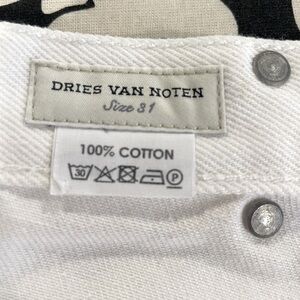 DRIES VAN NOTEN
Size 31
100% COTTON
30 P